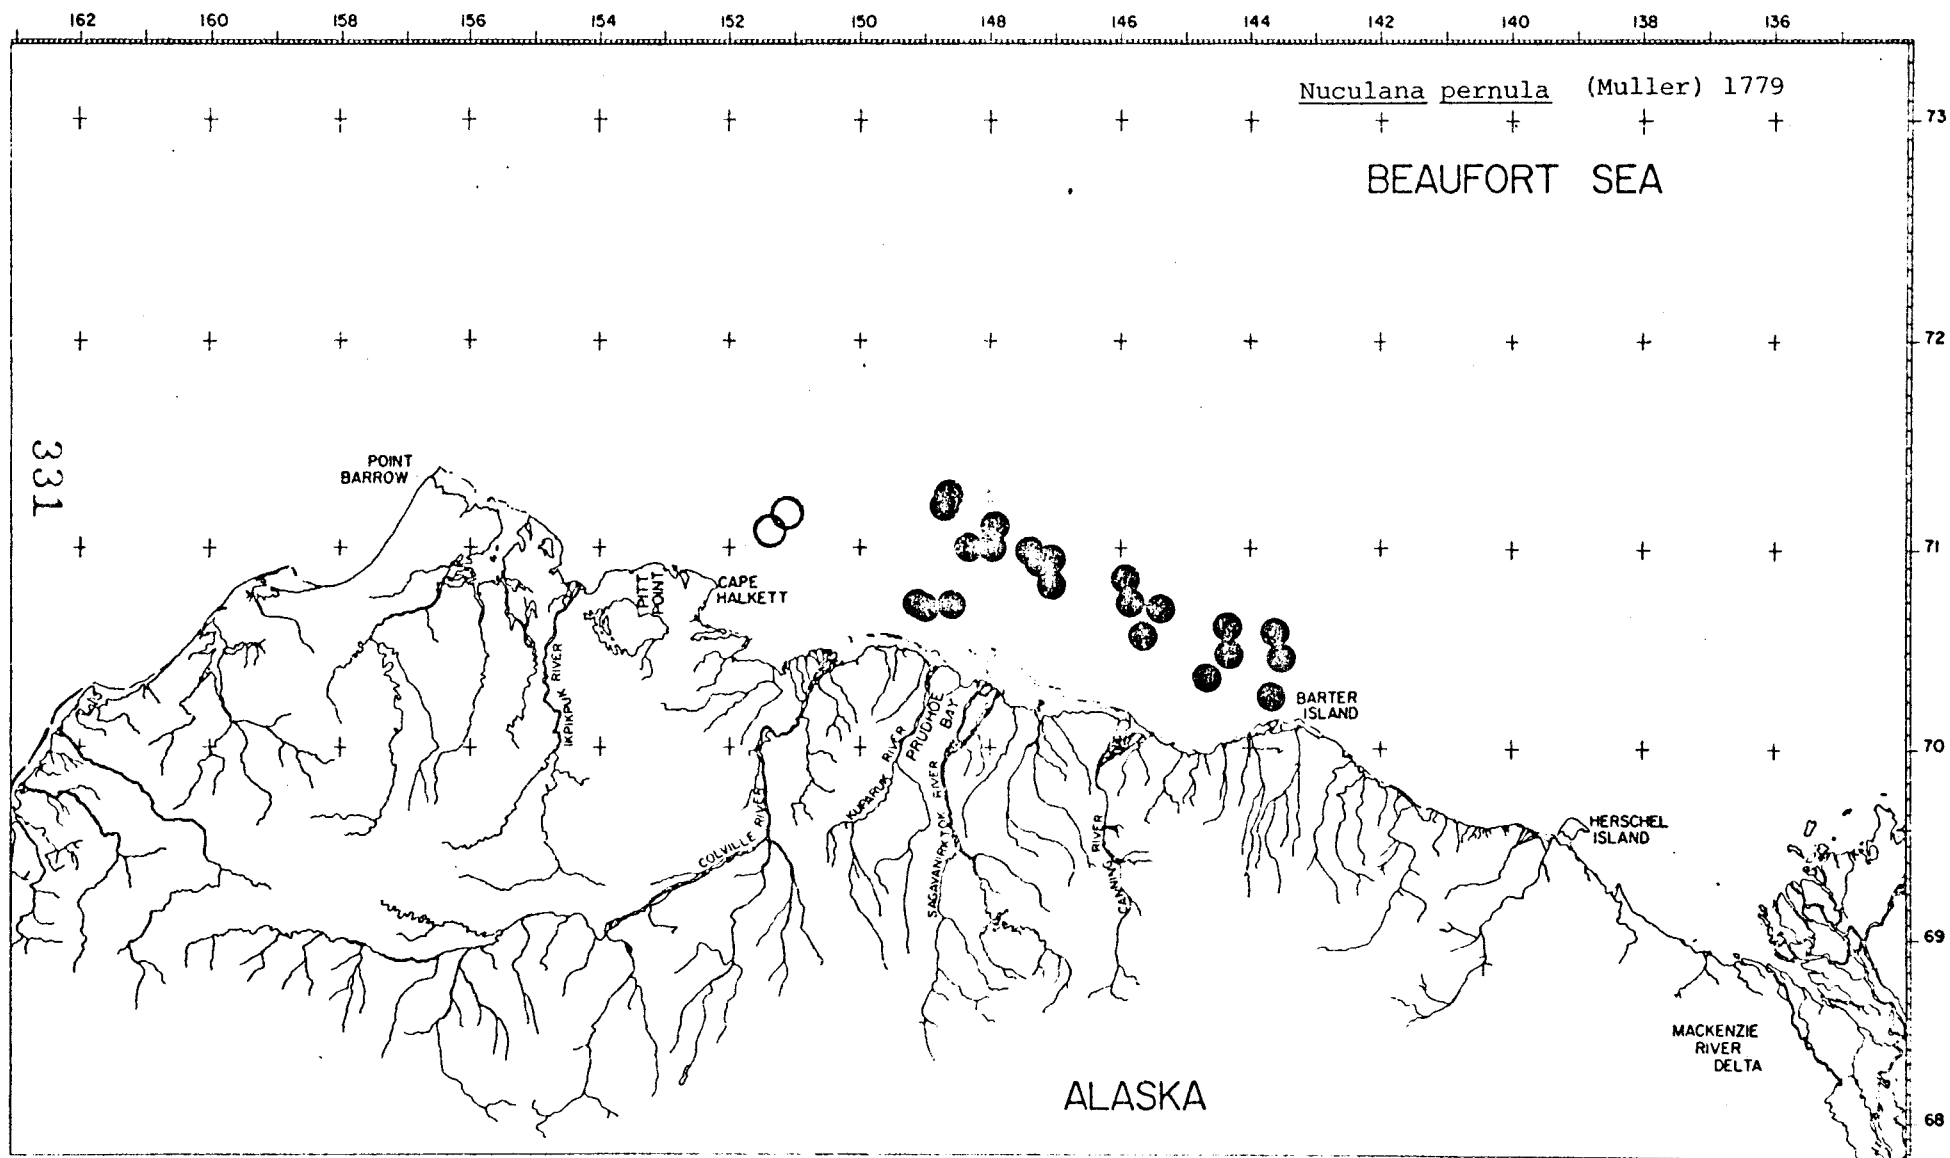 162 160 158 156 154 152 150 148 146 144 142 140 138 136
Nuculana pernula (Muller) 1779
73
BEAUFORT SEA
72
331
POINT
BARROW
71
PITT
POINT
CAPE
HALKETT
IKPIKPUK RIVER
BARTER
ISLAND
PRUDHOE
BAY
70
KUPARUK RIVER
COLVILLE RIVER
SAGAVANIRKTOK RIVER
CANNING
RIVER
HERSCHEL
ISLAND
69
MACKENZIE
RIVER
DELTA
ALASKA
68